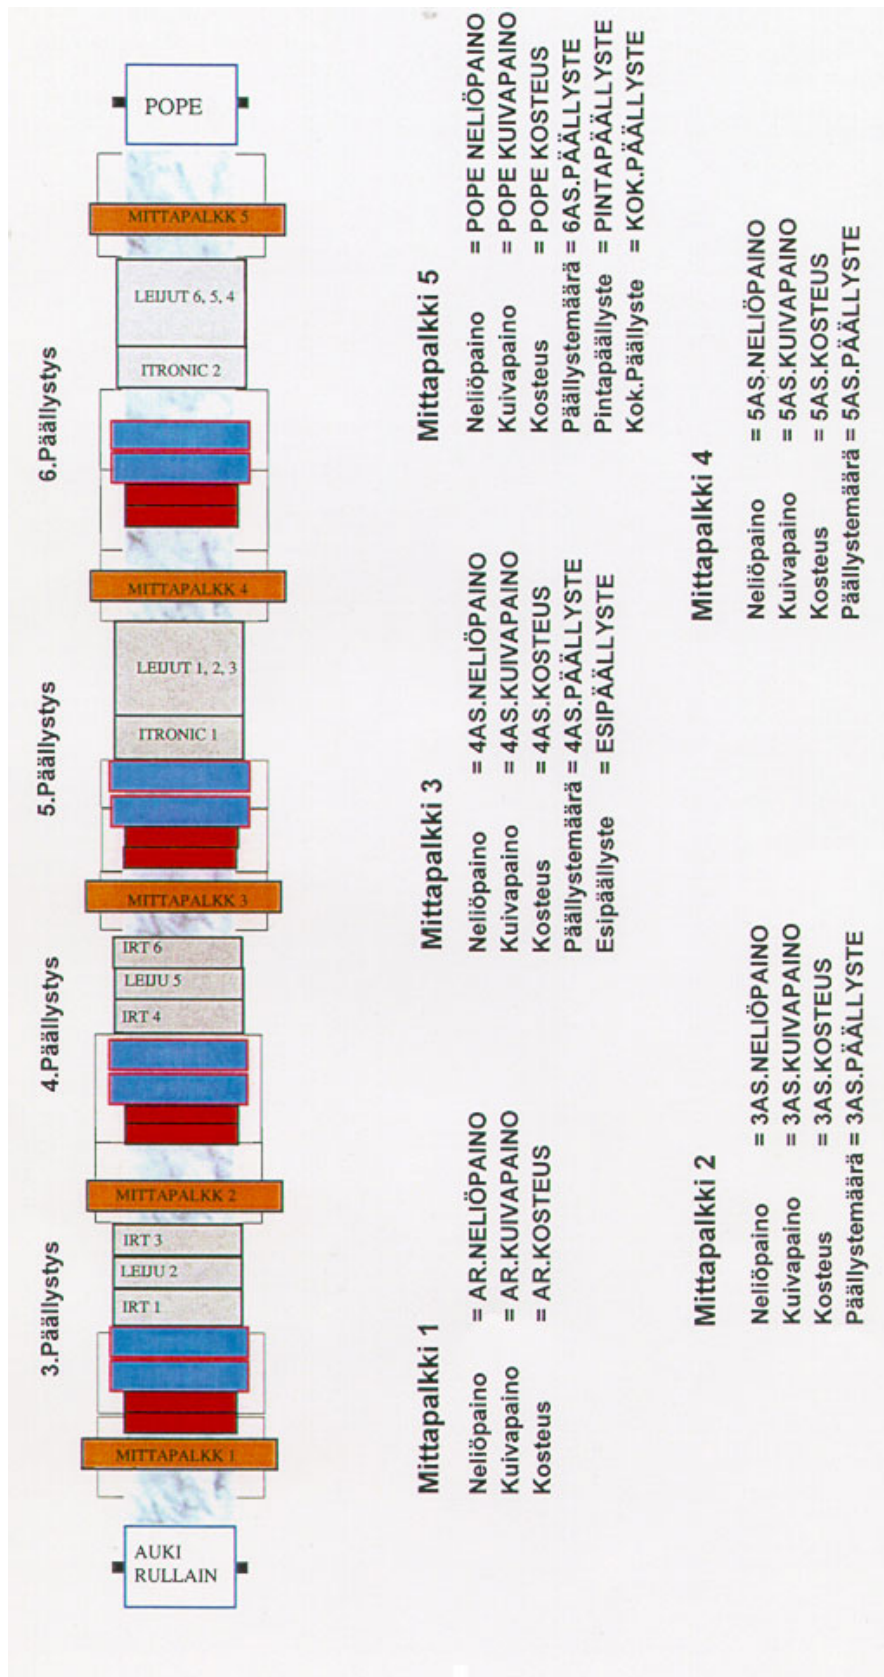 POPE
MITTAPALKK 5
LEIJUT 6, 5, 4
ITRONIC 2
MITTAPALKK 4
LEIJUT 1, 2, 3
ITRONIC 1
MITTAPALKK 3
IRT 6
LEIJU 5
IRT 4
MITTAPALKK 2
IRT 3
LEIJU 2
IRT 1
MITTAPALKK 1
AUKI
RULLAIN
3.Päällystys
4.Päällystys
5.Päällystys
6.Päällystys
Mittapalkki 1
Neliöpaino = AR.NELIÖPAINO
Kuivapaino = AR.KUIVAPAINO
Kosteus = AR.KOSTEUS
Mittapalkki 3
Neliöpaino = 4AS.NELIÖPAINO
Kuivapaino = 4AS.KUIVAPAINO
Kosteus = 4AS.KOSTEUS
Päällystemäärä = 4AS.PÄÄLLYSTE
Esipäällyste = ESIPÄÄLLYSTE
Mittapalkki 5
Neliöpaino = POPE NELIÖPAINO
Kuivapaino = POPE KUIVAPAINO
Kosteus = POPE KOSTEUS
Päällystemäärä = 6AS.PÄÄLLYSTE
Pintapäällyste = PINTAPÄÄLLYSTE
Kok.Päällyste = KOK.PÄÄLLYSTE
Mittapalkki 2
Neliöpaino = 3AS.NELIÖPAINO
Kuivapaino = 3AS.KUIVAPAINO
Kosteus = 3AS.KOSTEUS
Päällystemäärä = 3AS.PÄÄLLYSTE
Mittapalkki 4
Neliöpaino = 5AS.NELIÖPAINO
Kuivapaino = 5AS.KUIVAPAINO
Kosteus = 5AS.KOSTEUS
Päällystemäärä = 5AS.PÄÄLLYSTE